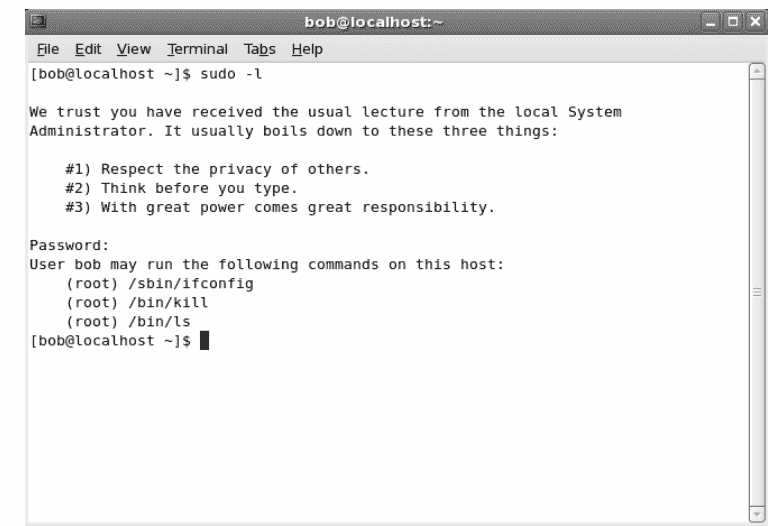 bob@localhost:~
File Edit View Terminal Tabs Help
[bob@localhost ~]$ sudo -l
We trust you have received the usual lecture from the local System
Administrator. It usually boils down to these three things:
#1) Respect the privacy of others.
#2) Think before you type.
#3) With great power comes great responsibility.
Password:
User bob may run the following commands on this host:
(root) /sbin/ifconfig
(root) /bin/kill
(root) /bin/ls
[bob@localhost ~]$